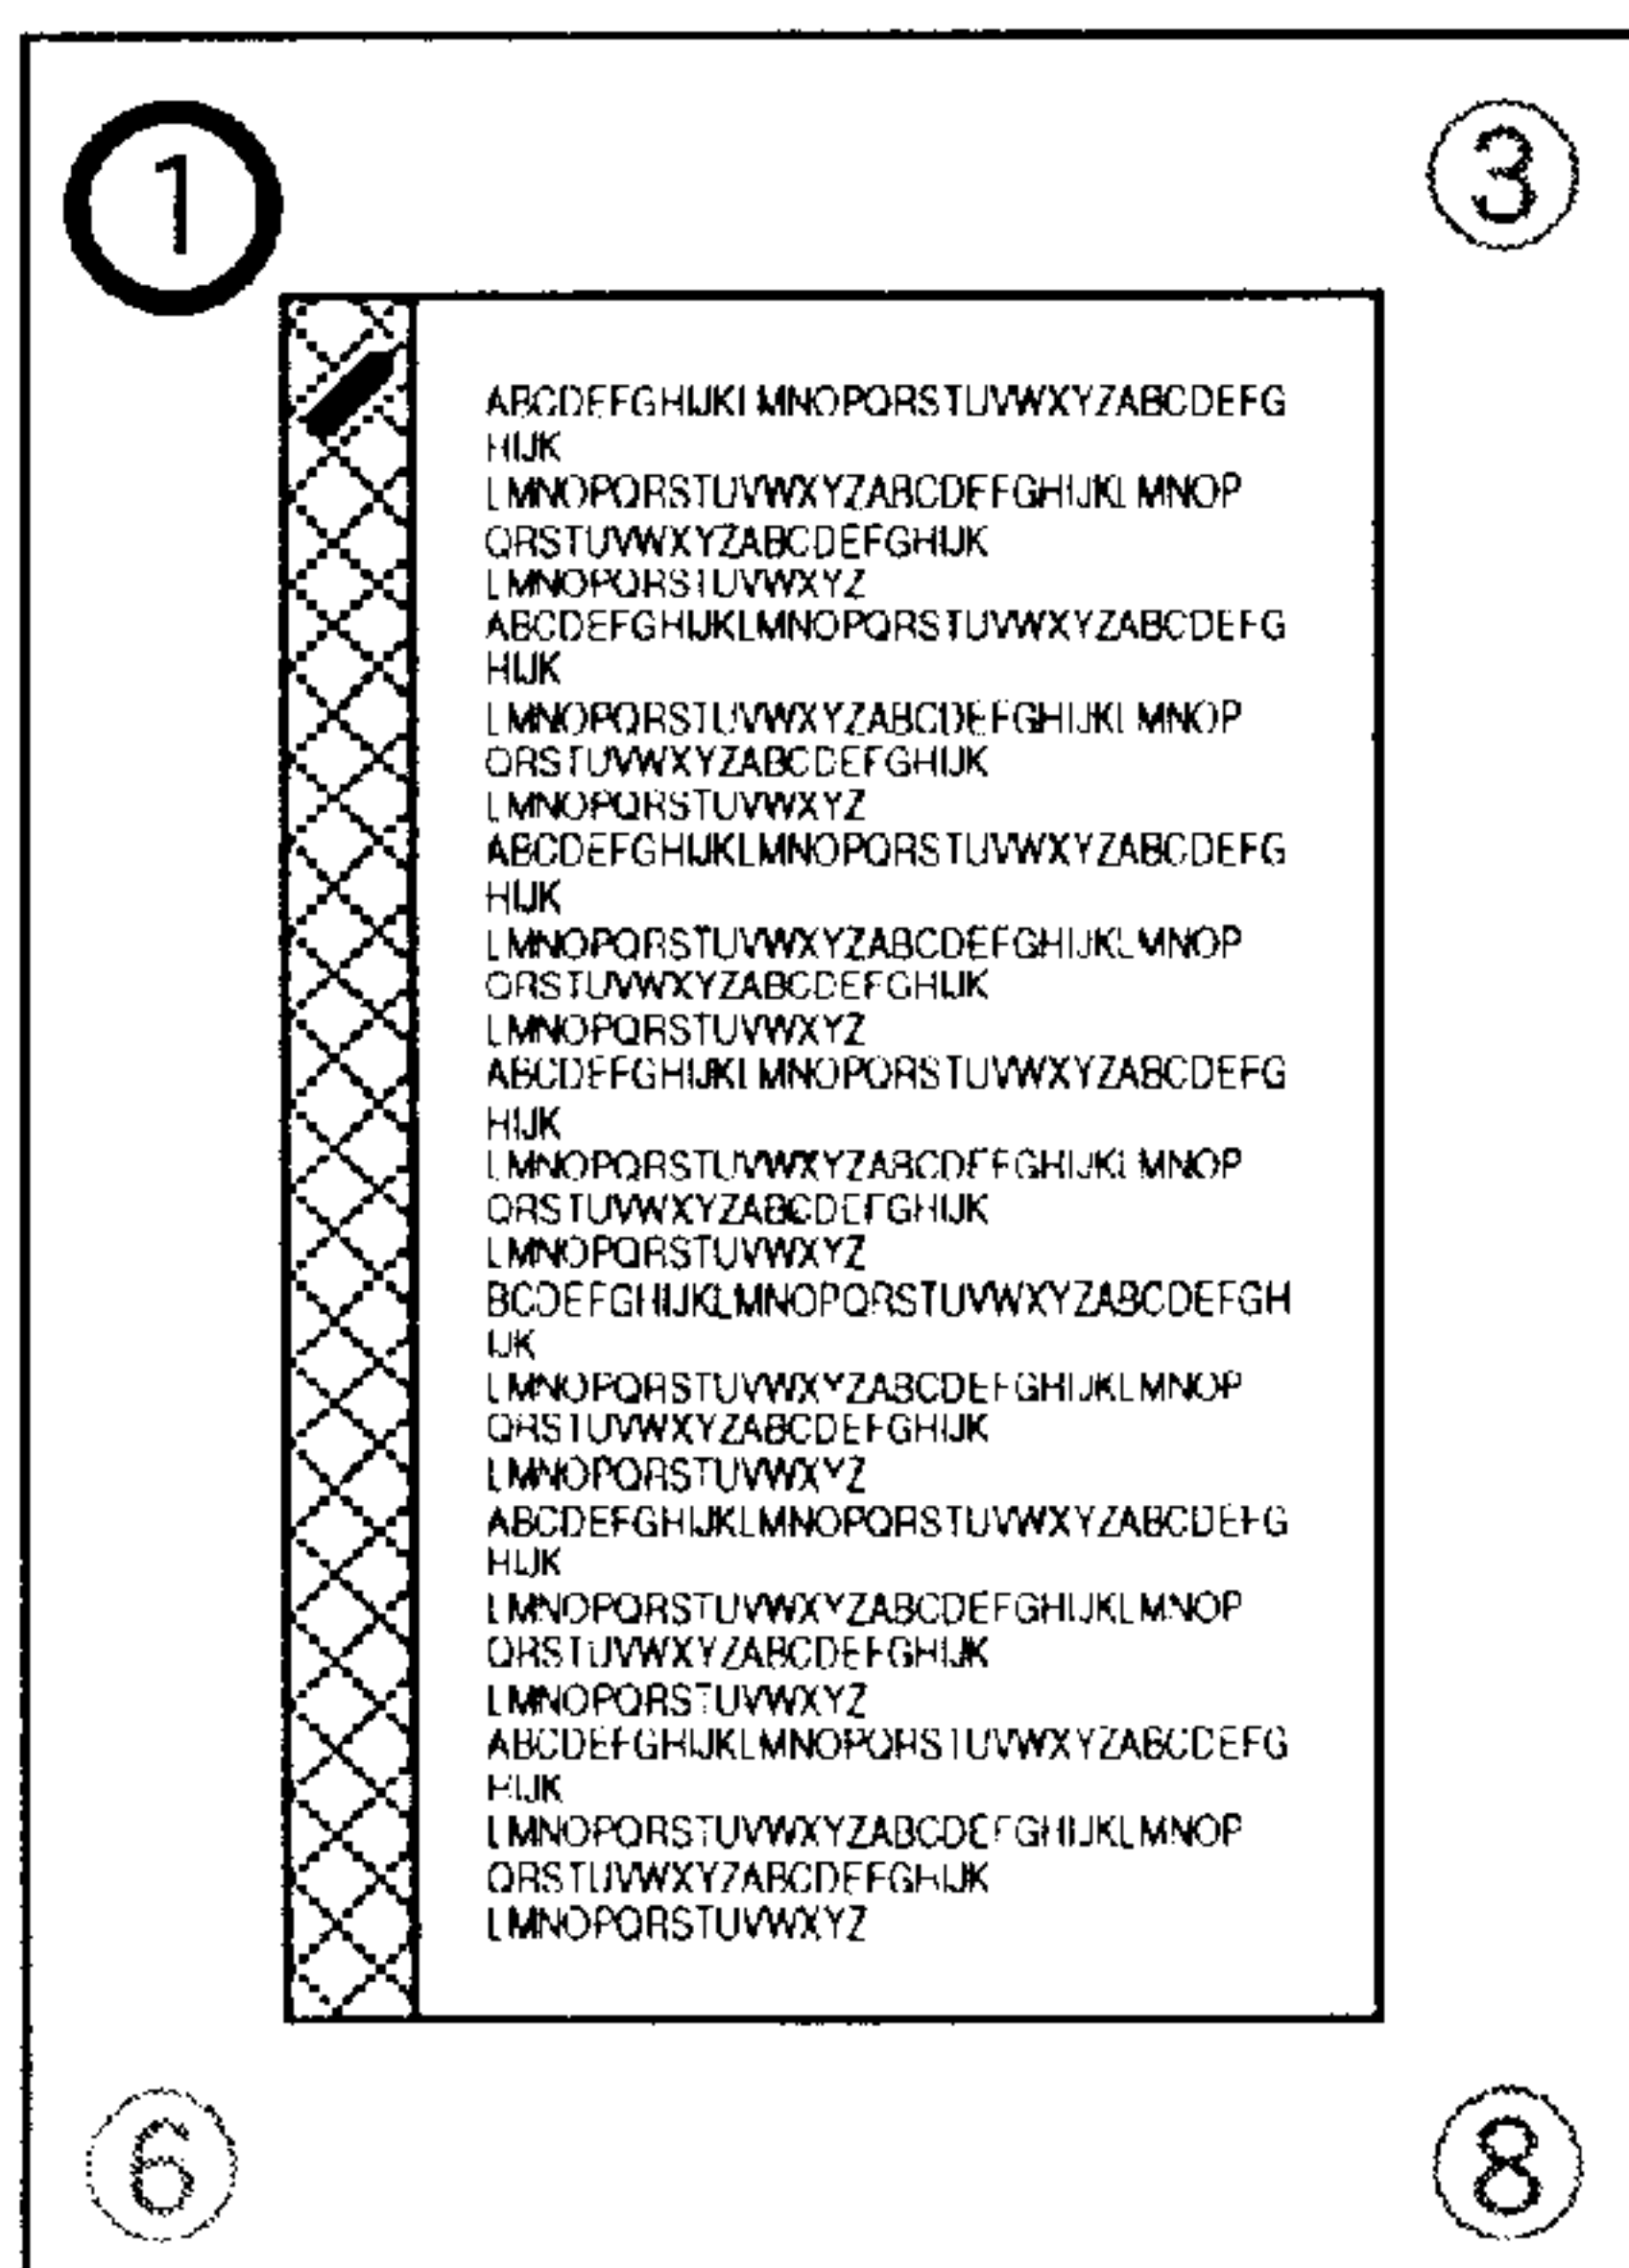 1
3
ABCDEFGHIJKLMNOPQRSTUVWXYZABCDEFG
HIJK
LMNOPQRSTUVWXYZABCDEFGHIJKLMNOP
QRSTUVWXYZABCDEFGHIJK
LMNOPQRSTUVWXYZ
ABCDEFGHIJKLMNOPQRSTUVWXYZABCDEFG
HIJK
LMNOPQRSTUVWXYZABCDEFGHIJKLMNOP
QRSTUVWXYZABCDEFGHIJK
LMNOPQRSTUVWXYZ
ABCDEFGHIJKLMNOPQRSTUVWXYZABCDEFG
HIJK
LMNOPQRSTUVWXYZABCDEFGHIJKLMNOP
QRSTUVWXYZABCDEFGHIJK
LMNOPQRSTUVWXYZ
ABCDEFGHIJKLMNOPQRSTUVWXYZABCDEFG
HIJK
LMNOPQRSTUVWXYZABCDEFGHIJKLMNOP
QRSTUVWXYZABCDEFGHIJK
LMNOPQRSTUVWXYZ
BCDEFGHIJKLMNOPQRSTUVWXYZABCDEFGH
IJK
LMNOPQRSTUVWXYZABCDEFGHIJKLMNOP
QRSTUVWXYZABCDEFGHIJK
LMNOPQRSTUVWXYZ
ABCDEFGHIJKLMNOPQRSTUVWXYZABCDEFG
HIJK
LMNOPQRSTUVWXYZABCDEFGHIJKLMNOP
QRSTUVWXYZABCDEFGHIJK
LMNOPQRSTUVWXYZ
ABCDEFGHIJKLMNOPQRSTUVWXYZABCDEFG
HIJK
LMNOPQRSTUVWXYZABCDEFGHIJKLMNOP
QRSTUVWXYZABCDEFGHIJK
LMNOPQRSTUVWXYZ
6
8